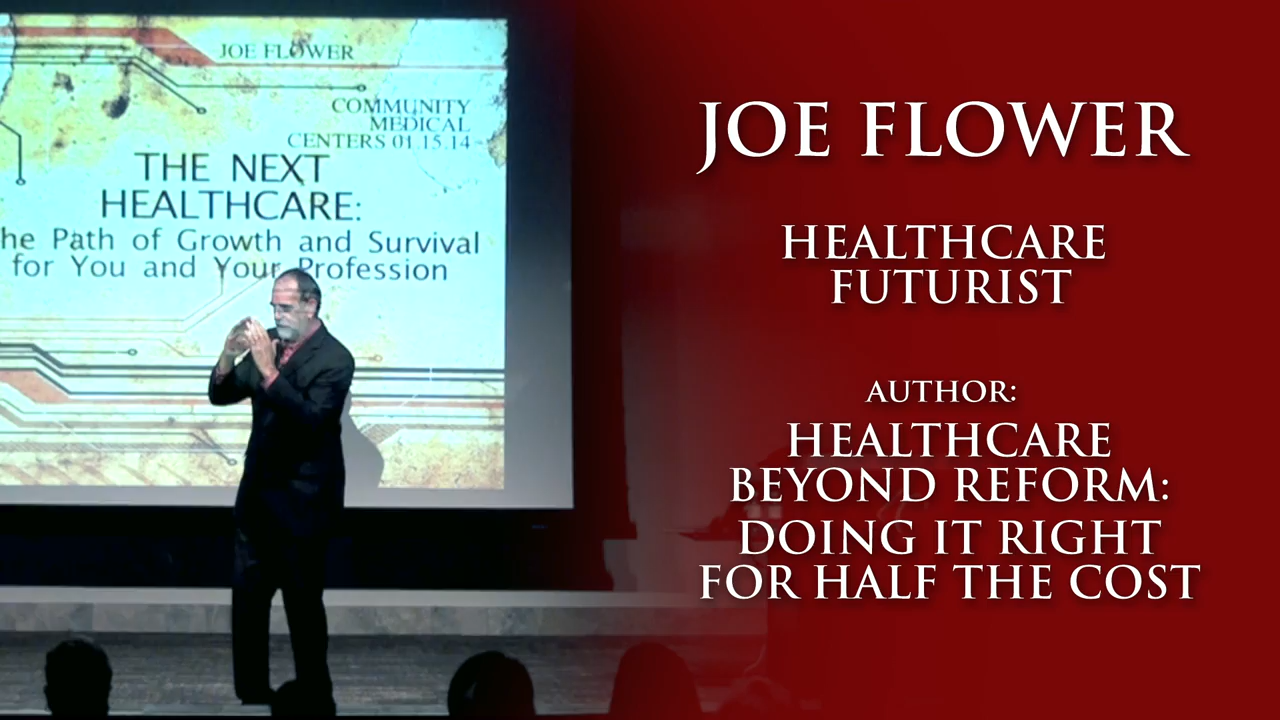 JOE FLOWER
COMMUNITY
MEDICAL
CENTERS 01.15.14
THE NEXT
HEALTHCARE:
he Path of Growth and Survival
for You and Your Profession
JOE FLOWER
HEALTHCARE
FUTURIST
AUTHOR:
HEALTHCARE
BEYOND REFORM:
DOING IT RIGHT
FOR HALF THE COST